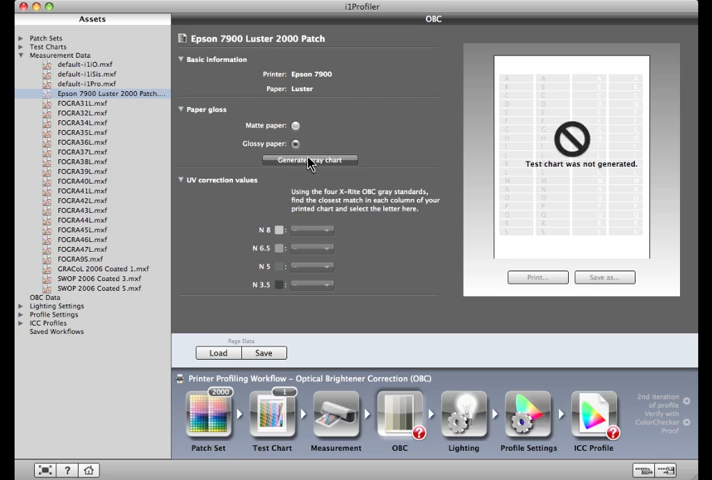 i1Profiler
Assets
OBC
Patch Sets
Test Charts
Measurement Data
default-i1iO.mxf
default-i1iSis.mxf
default-i1Pro.mxf
Epson 7900 Luster 2000 Patch....
FOGRA31L.mxf
FOGRA32L.mxf
FOGRA34L.mxf
FOGRA35L.mxf
FOGRA36L.mxf
FOGRA37L.mxf
FOGRA38L.mxf
FOGRA39L.mxf
FOGRA40L.mxf
FOGRA41L.mxf
FOGRA42L.mxf
FOGRA43L.mxf
FOGRA44L.mxf
FOGRA45L.mxf
FOGRA46L.mxf
FOGRA47L.mxf
FOGRA95.mxf
GRACoL 2006 Coated 1.mxf
SWOP 2006 Coated 3.mxf
SWOP 2006 Coated 5.mxf
OBC Data
Lighting Settings
Profile Settings
ICC Profiles
Saved Workflows
Epson 7900 Luster 2000 Patch
Basic information
Printer: Epson 7900
Paper: Luster
Paper gloss
Matte paper:
Glossy paper:
Generate gray chart
UV correction values
Using the four X-Rite OBC gray standards,
find the closest match in each column of your
printed chart and select the letter here.
N 8 :
N 6.5 :
N 5 :
N 3.5 :
Test chart was not generated.
Print...
Save as...
Page Data
Load
Save
Printer Profiling Workflow – Optical Brightener Correction (OBC)
2000
1
Patch Set
Test Chart
Measurement
OBC
Lighting
Profile Settings
ICC Profile
2nd iteration
of profile
Verify with
ColorChecker
Proof
?